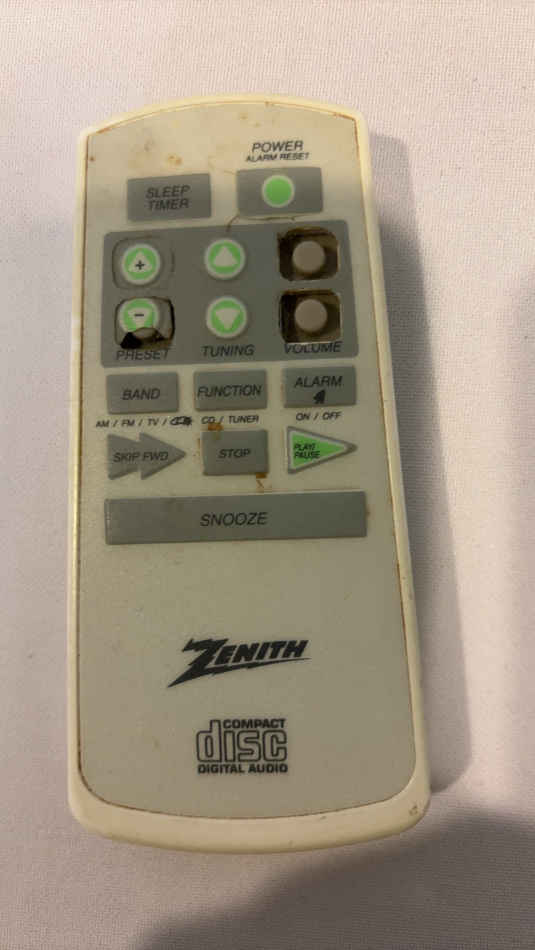 POWER
ALARM RESET
SLEEP
TIMER
+
−
PRESET
TUNING
VOLUME
BAND
FUNCTION
ALARM
AM / FM / TV /
CD / TUNER
ON / OFF
SKIP FWD
STOP
PLAY/
PAUSE
SNOOZE
ZENITH
COMPACT
disc
DIGITAL AUDIO